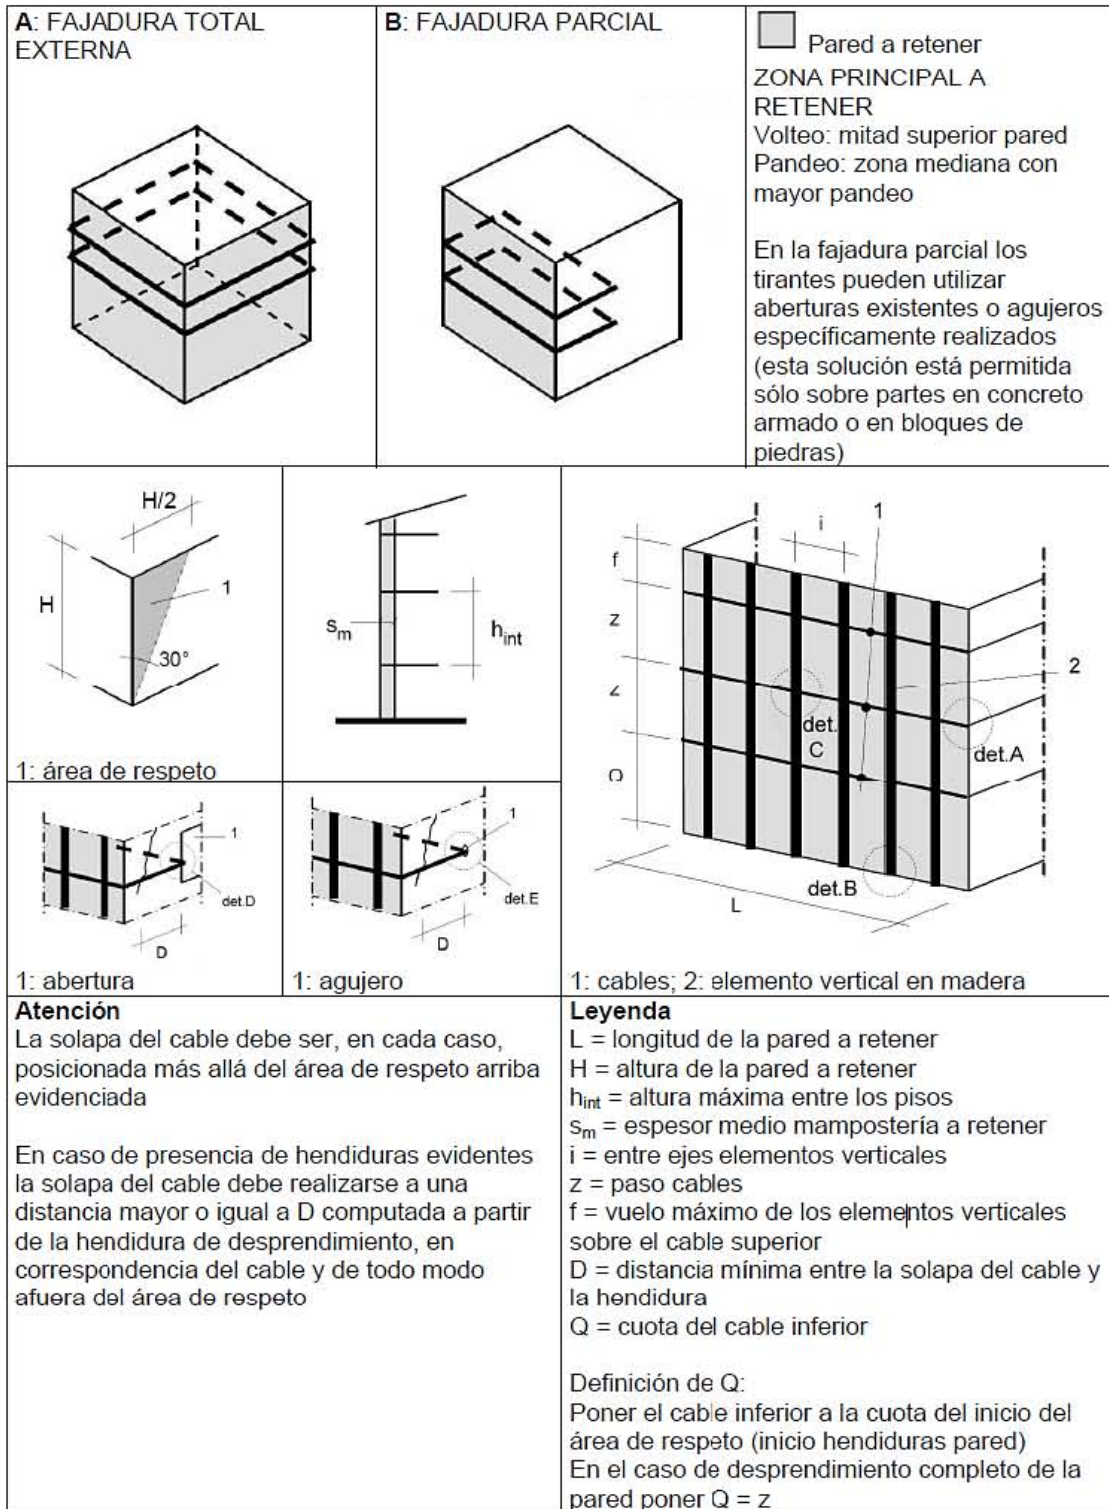 A: FAJADURA TOTAL
EXTERNA
B: FAJADURA PARCIAL
Pared a retener
ZONA PRINCIPAL A
RETENER
Volteo: mitad superior pared
Pandeo: zona mediana con
mayor pandeo
En la fajadura parcial los
tirantes pueden utilizar
aberturas existentes o agujeros
específicamente realizados
(esta solución está permitida
sólo sobre partes en concreto
armado o en bloques de
piedras)
H/2
H
1
30°
1: área de respeto
sm
hint
f
z
z
Q
i
1
2
det.
C
det.A
det.B
L
1: cables; 2: elemento vertical en madera
1
det.D
D
1: abertura
1
det.E
D
1: agujero
Atención
La solapa del cable debe ser, en cada caso,
posicionada más allá del área de respeto arriba
evidenciada
En caso de presencia de hendiduras evidentes
la solapa del cable debe realizarse a una
distancia mayor o igual a D computada a partir
de la hendidura de desprendimiento, en
correspondencia del cable y de todo modo
afuera del área de respeto
Leyenda
L = longitud de la pared a retener
H = altura de la pared a retener
hint = altura máxima entre los pisos
sm = espesor medio mampostería a retener
i = entre ejes elementos verticales
z = paso cables
f = vuelo máximo de los elementos verticales
sobre el cable superior
D = distancia mínima entre la solapa del cable y
la hendidura
Q = cuota del cable inferior
Definición de Q:
Poner el cable inferior a la cuota del inicio del
área de respeto (inicio hendiduras pared)
En el caso de desprendimiento completo de la
pared poner Q = z